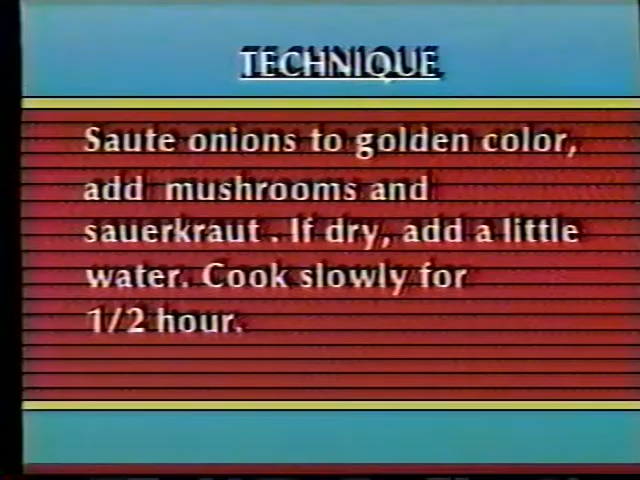 TECHNIQUE
Saute onions to golden color,
add mushrooms and
sauerkraut . If dry, add a little
water. Cook slowly for
1/2 hour.